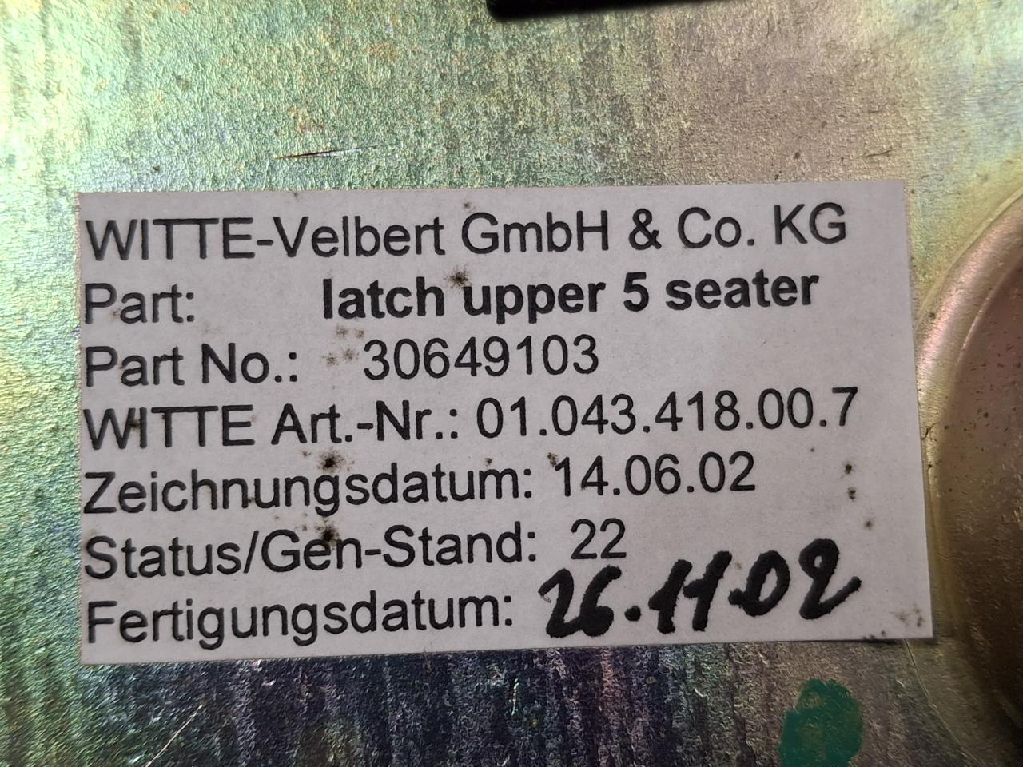 WITTE-Velbert GmbH & Co. KG
Part: latch upper 5 seater
Part No.: 30649103
WITTE Art.-Nr.: 01.043.418.00.7
Zeichnungsdatum: 14.06.02
Status/Gen-Stand: 22
Fertigungsdatum: 26.11.02